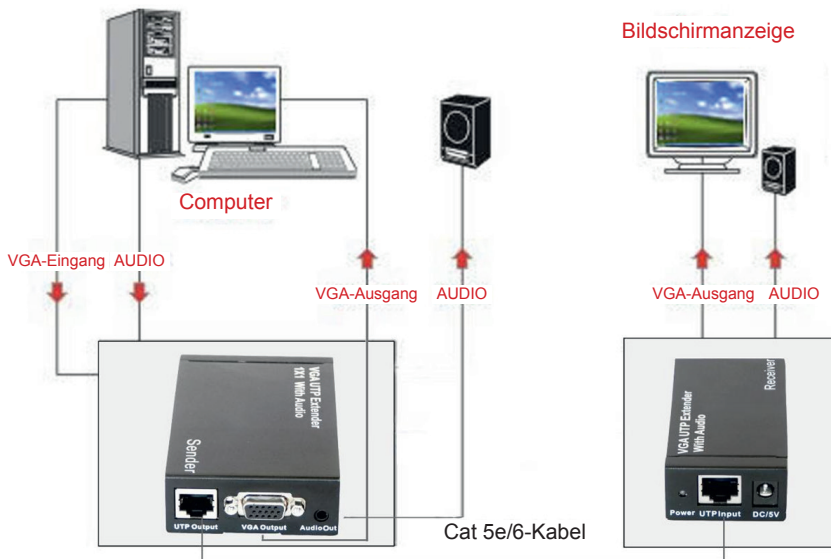 Bildschirmanzeige
Computer
VGA-Eingang AUDIO
VGA-Ausgang AUDIO
VGA-Ausgang AUDIO
VGA UTP Extender
1X1 With Audio
Sender
UTP Output VGA Output AudioOut
Cat 5e/6-Kabel
Receiver
VGA UTP Extender
With Audio
Power UTP Input DC/5V